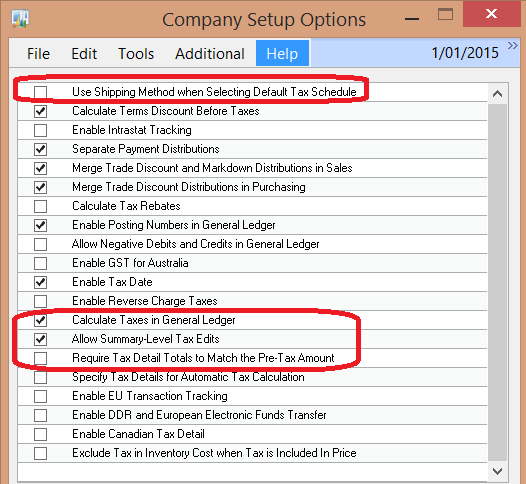 Company Setup Options
File Edit Tools Additional Help 1/01/2015 »
Use Shipping Method when Selecting Default Tax Schedule
Calculate Terms Discount Before Taxes
Enable Intrastat Tracking
Separate Payment Distributions
Merge Trade Discount and Markdown Distributions in Sales
Merge Trade Discount Distributions in Purchasing
Calculate Tax Rebates
Enable Posting Numbers in General Ledger
Allow Negative Debits and Credits in General Ledger
Enable GST for Australia
Enable Tax Date
Enable Reverse Charge Taxes
Calculate Taxes in General Ledger
Allow Summary-Level Tax Edits
Require Tax Detail Totals to Match the Pre-Tax Amount
Specify Tax Details for Automatic Tax Calculation
Enable EU Transaction Tracking
Enable DDR and European Electronic Funds Transfer
Enable Canadian Tax Detail
Exclude Tax in Inventory Cost when Tax is Included In Price